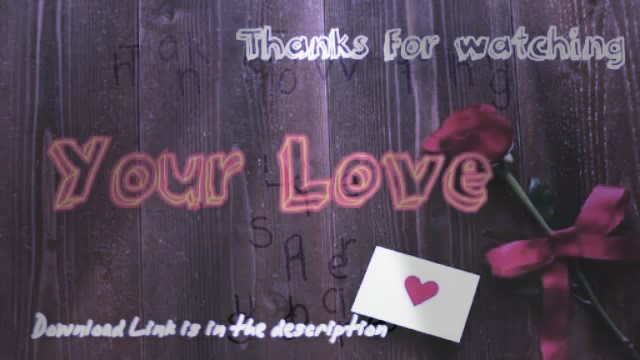 Thanks For watching
Your Love
Download Link is in the description